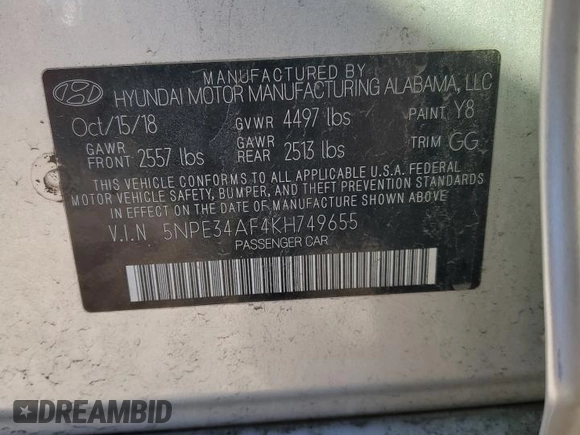 MANUFACTURED BY
HYUNDAI MOTOR MANUFACTURING ALABAMA, LLC
Oct/15/18 GVWR 4497 lbs PAINT Y8
GAWR FRONT 2557 lbs GAWR REAR 2513 lbs TRIM GG
THIS VEHICLE CONFORMS TO ALL APPLICABLE U.S.A. FEDERAL
MOTOR VEHICLE SAFETY, BUMPER, AND THEFT PREVENTION STANDARDS
IN EFFECT ON THE DATE OF MANUFACTURE SHOWN ABOVE.
V.I.N 5NPE34AF4KH749655
PASSENGER CAR
DREAMBID